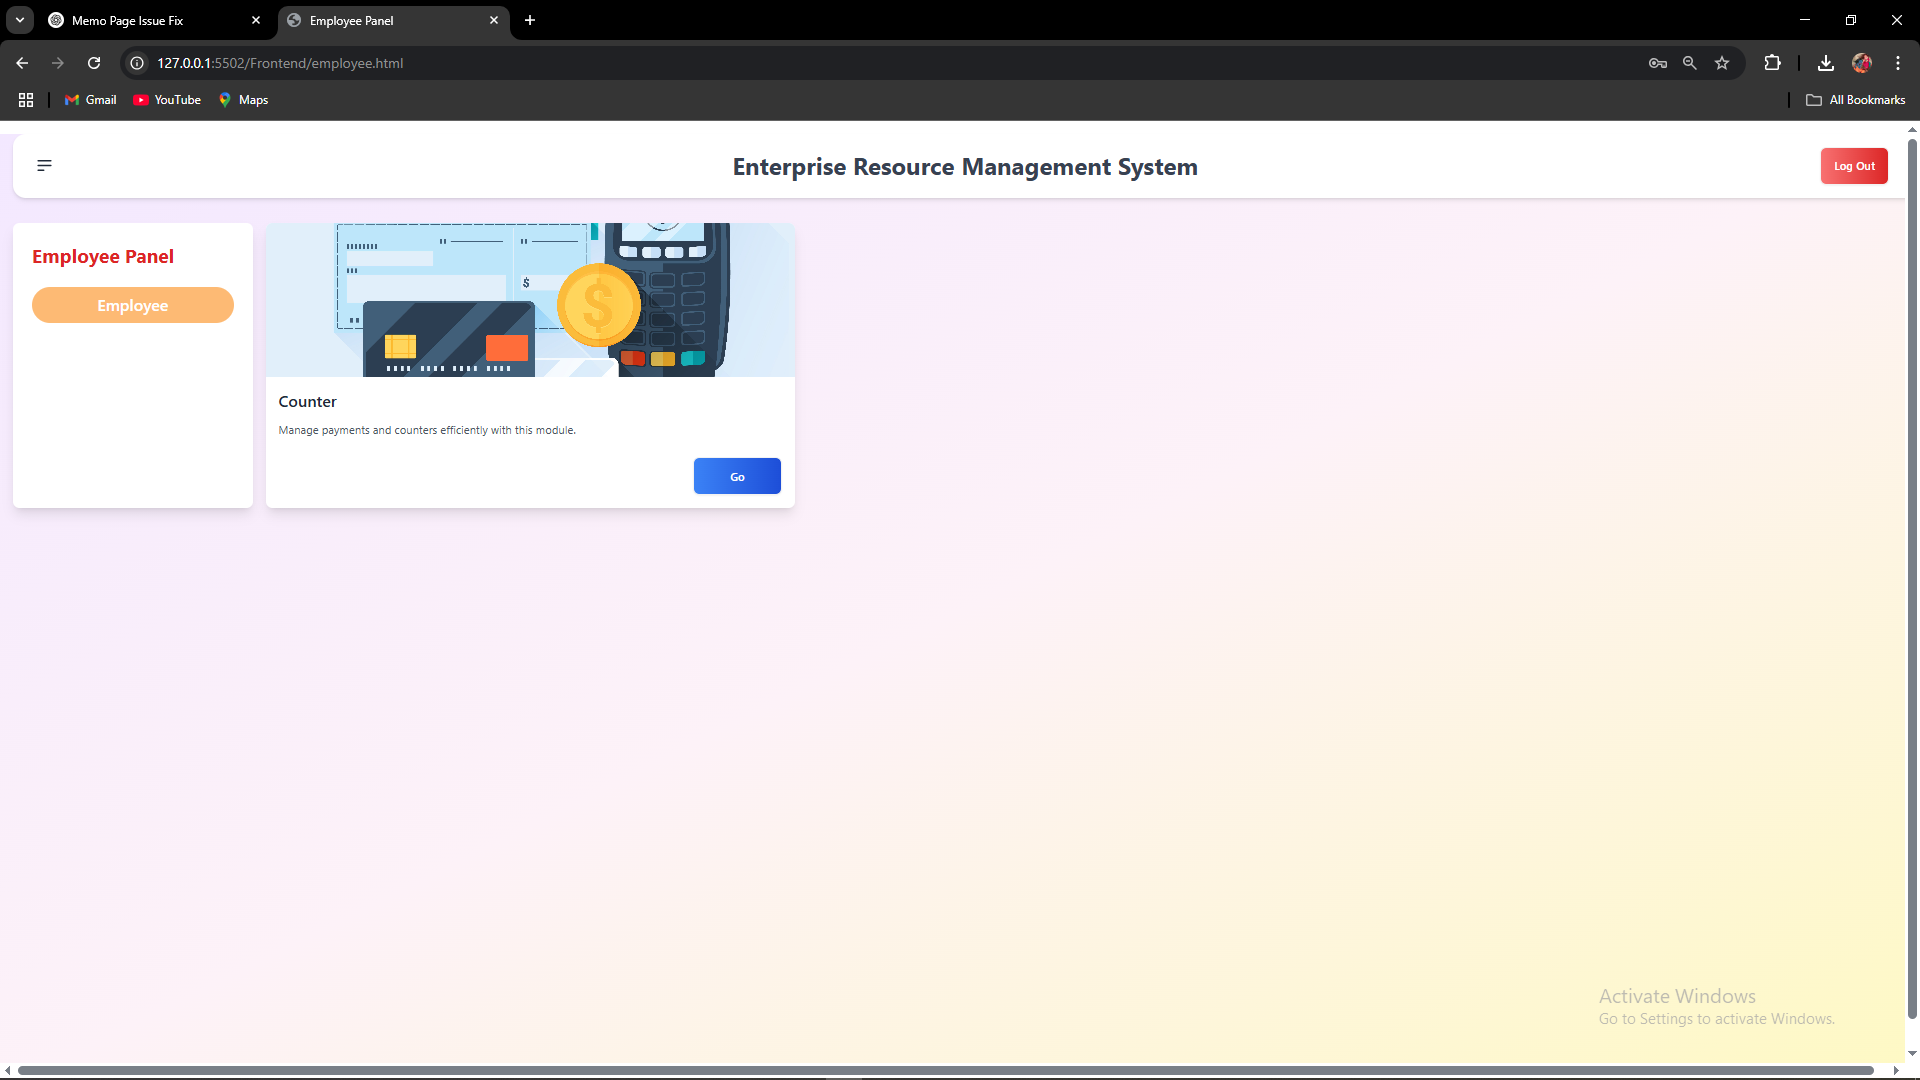 Memo Page Issue Fix
Employee Panel
127.0.0.1:5502/Frontend/employee.html
Gmail
YouTube
Maps
All Bookmarks
Enterprise Resource Management System
Log Out
Employee Panel
Employee
$
$
Counter
Manage payments and counters efficiently with this module.
Go
Activate Windows
Go to Settings to activate Windows.